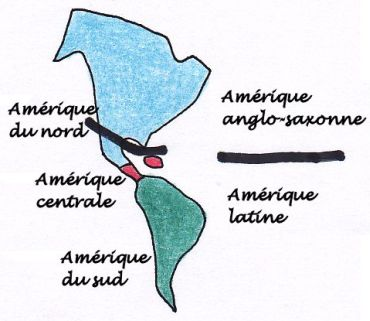 Amérique
du nord
Amérique
anglo-saxonne
Amérique
centrale
Amérique
latine
Amérique
du sud